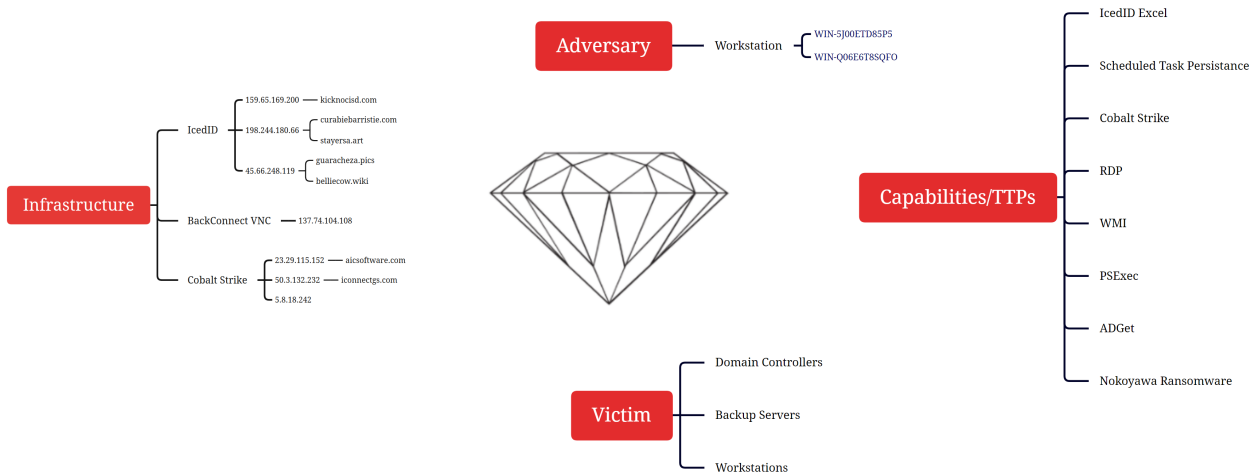 Adversary
Workstation
WIN-5J00ETD85P5
WIN-Q06E6T8SQFO
Infrastructure
IcedID
159.65.169.200
kicknocisd.com
198.244.180.66
curabiebarristie.com
stayersa.art
45.66.248.119
guaracheza.pics
belliecow.wiki
BackConnect VNC
137.74.104.108
Cobalt Strike
23.29.115.152
aicsoftware.com
50.3.132.232
iconnectgs.com
5.8.18.242
Capabilities/TTPs
IcedID Excel
Scheduled Task Persistance
Cobalt Strike
RDP
WMI
PSExec
ADGet
Nokoyawa Ransomware
Victim
Domain Controllers
Backup Servers
Workstations